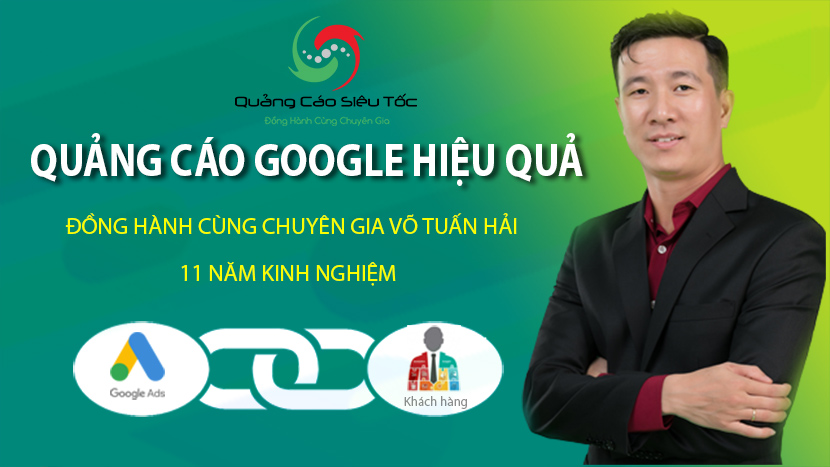 Quảng Cáo Siêu Tốc
Đồng Hành Cùng Chuyên Gia
QUẢNG CÁO GOOGLE HIỆU QUẢ
ĐỒNG HÀNH CÙNG CHUYÊN GIA VÕ TUẤN HẢI
11 NĂM KINH NGHIỆM
Google Ads
Khách hàng